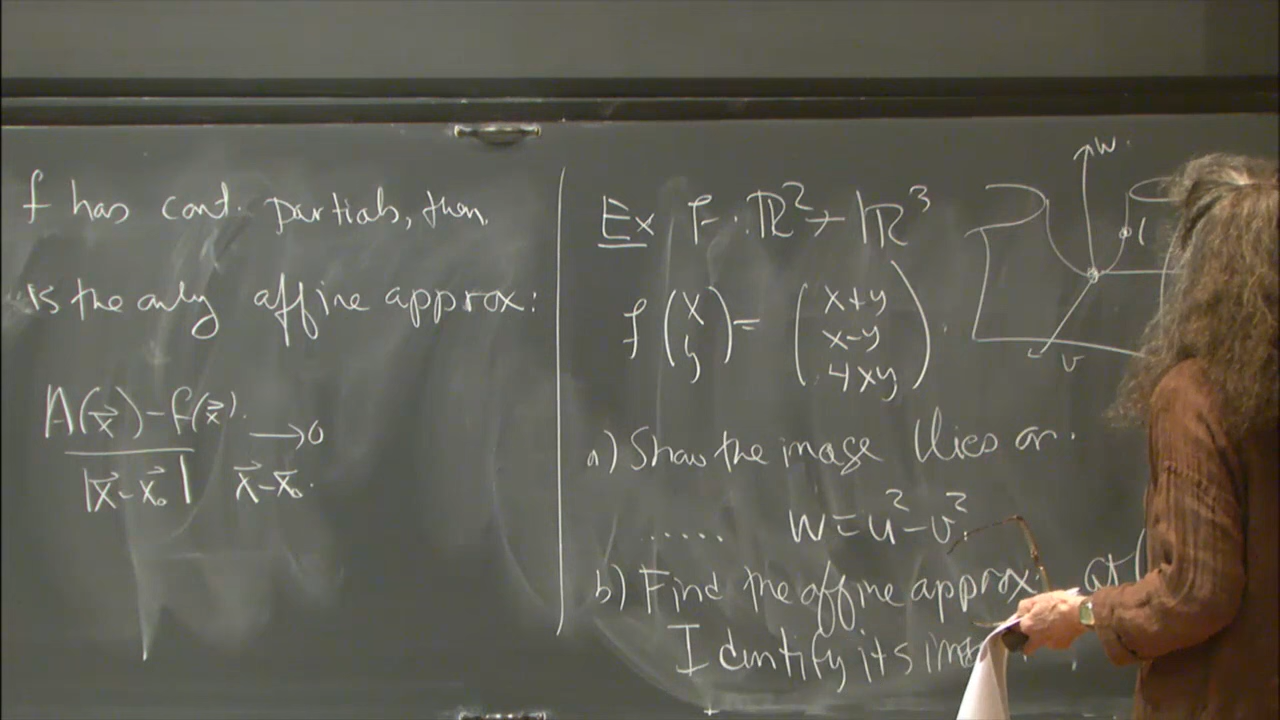 f has cont. partials, then
is the only affine approx:
A(x⃗) - f(x⃗)
|x⃗ - x⃗₀|
→ 0
x⃗ - x⃗₀.
Ex f: ℝ² → ℝ³
f (x y) = (x+y x-y 4xy).
a) Show the image lies on.
...... w = u² - v²
b) Find the affine approx. at (
Identify its
w.
1
v